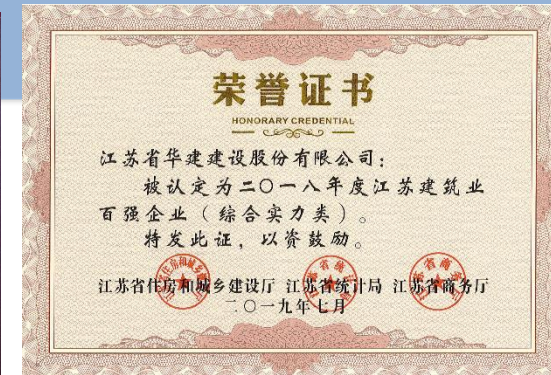 荣誉证书
HONORARY CREDENTIAL
江苏省华建建设股份有限公司：
被认定为二〇一八年度江苏建筑业
百强企业（综合实力类）。
特发此证，以资鼓励。
江苏省住房和城乡建设厅 江苏省统计局 江苏省商务厅
二〇一九年七月